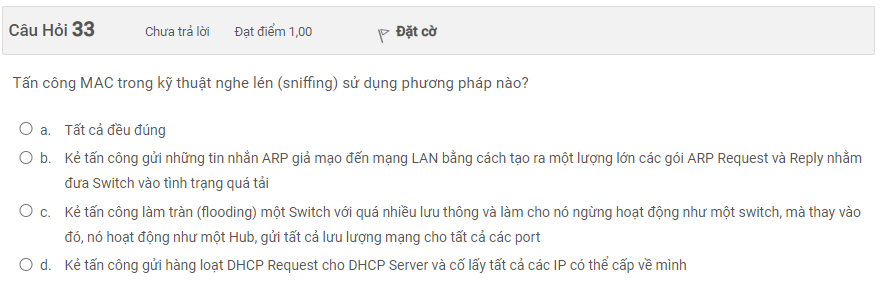 Câu Hỏi 33 Chưa trả lời Đạt điểm 1,00 Đặt cờ
Tấn công MAC trong kỹ thuật nghe lén (sniffing) sử dụng phương pháp nào?
a. Tất cả đều đúng
b. Kẻ tấn công gửi những tin nhắn ARP giả mạo đến mạng LAN bằng cách tạo ra một lượng lớn các gói ARP Request và Reply nhằm
đưa Switch vào tình trạng quá tải
c. Kẻ tấn công làm tràn (flooding) một Switch với quá nhiều lưu thông và làm cho nó ngừng hoạt động như một switch, mà thay vào
đó, nó hoạt động như một Hub, gửi tất cả lưu lượng mạng cho tất cả các port
d. Kẻ tấn công gửi hàng loạt DHCP Request cho DHCP Server và cố lấy tất cả các IP có thể cấp về mình